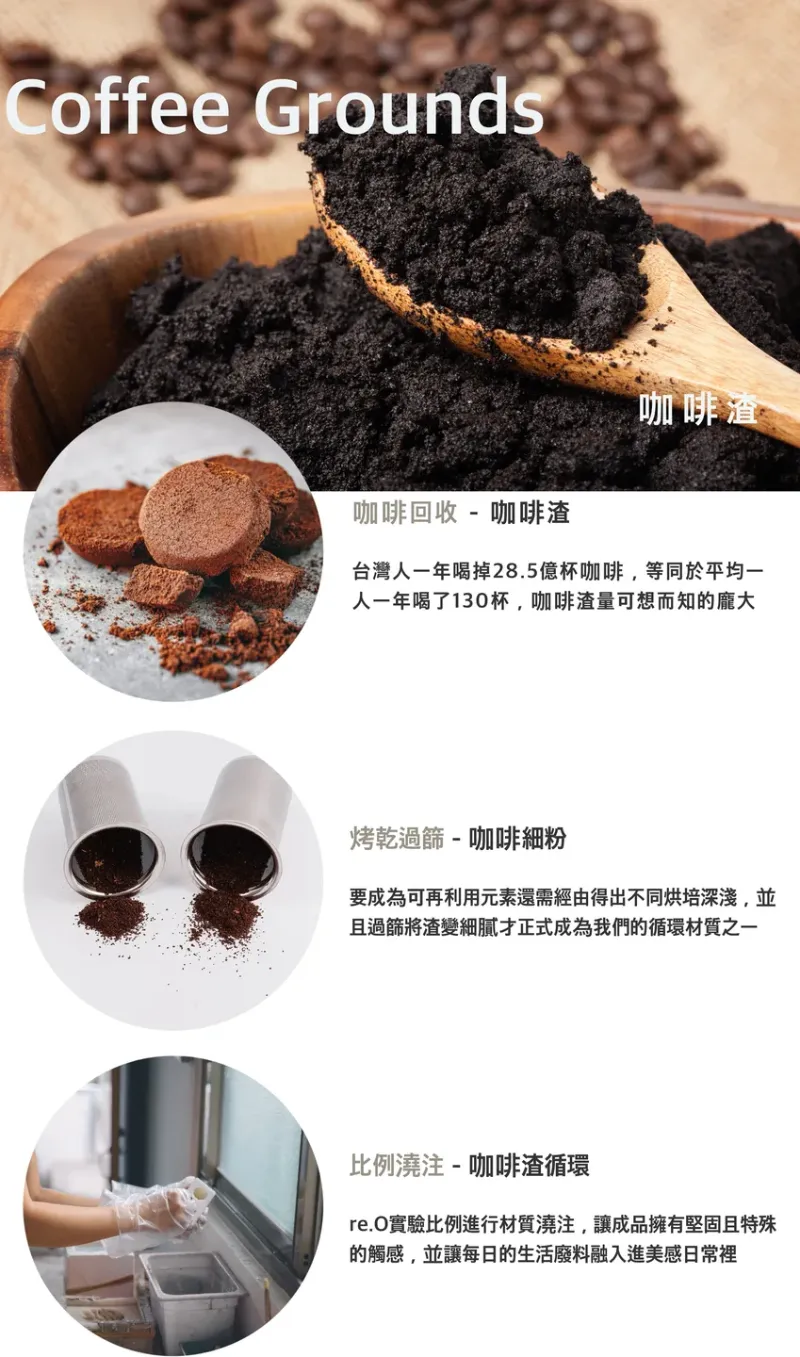 Coffee Grounds
咖啡渣
咖啡回收 - 咖啡渣
台灣人一年喝掉28.5億杯咖啡，等同於平均一
人一年喝了130杯，咖啡渣量可想而知的龐大
烤乾過篩 - 咖啡細粉
要成為可再利用元素還需經由得出不同烘培深淺，並
且過篩將渣變細膩才正式成為我們的循環材質之一
比例澆注 - 咖啡渣循環
re.O實驗比例進行材質澆注，讓成品擁有堅固且特殊
的觸感，並讓每日的生活廢料融入進美感日常裡